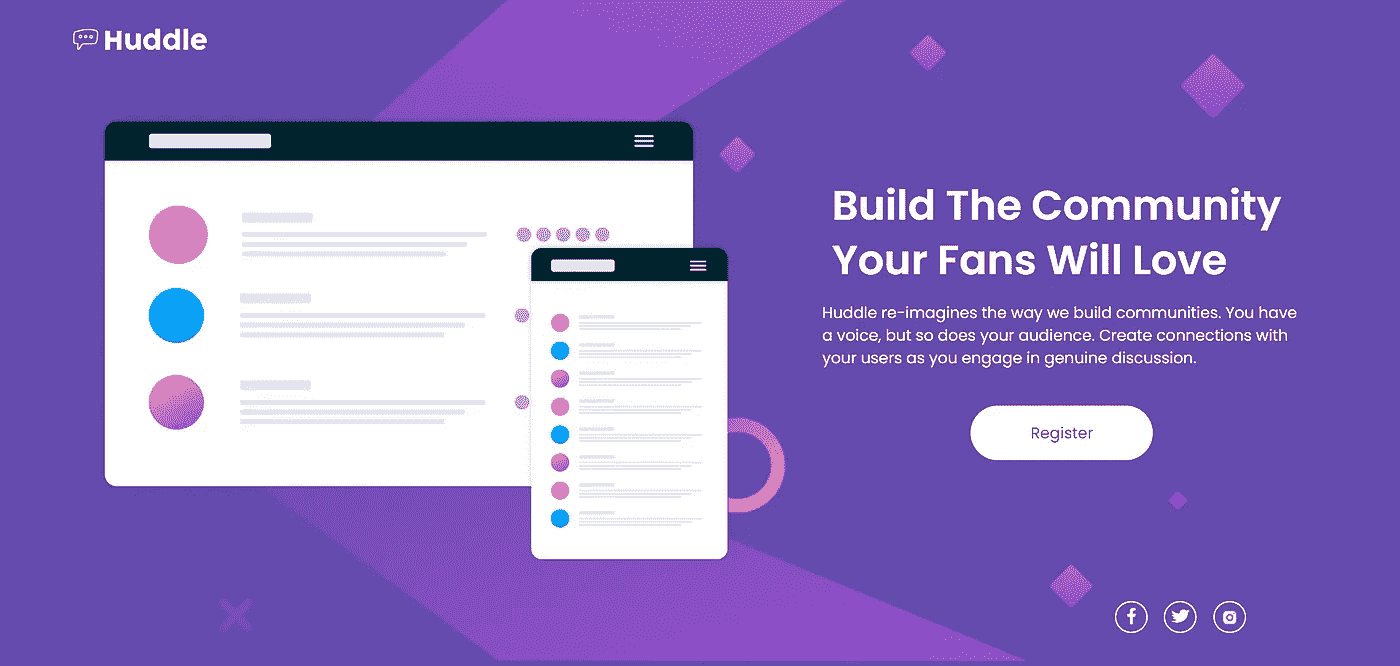 Huddle
Build The Community
Your Fans Will Love
Huddle re-imagines the way we build communities. You have
a voice, but so does your audience. Create connections with
your users as you engage in genuine discussion.
Register